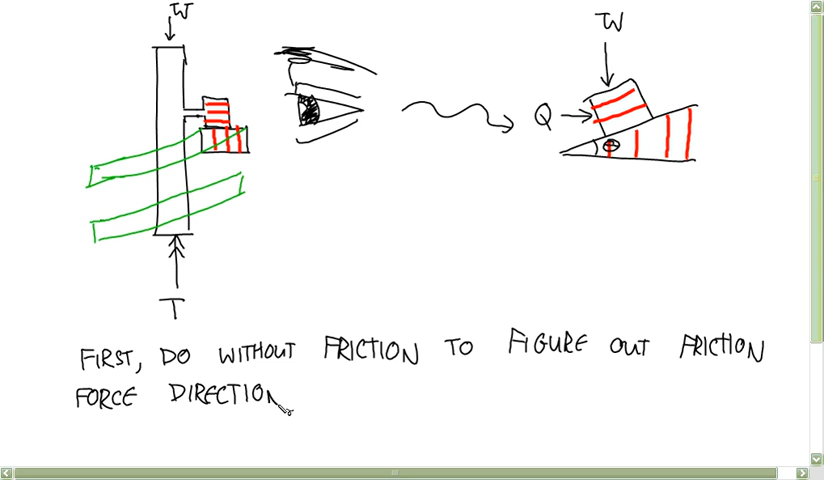 W
W
Q
θ
T
FIRST, DO WITHOUT FRICTION TO FIGURE OUT FRICTION
FORCE DIRECTION